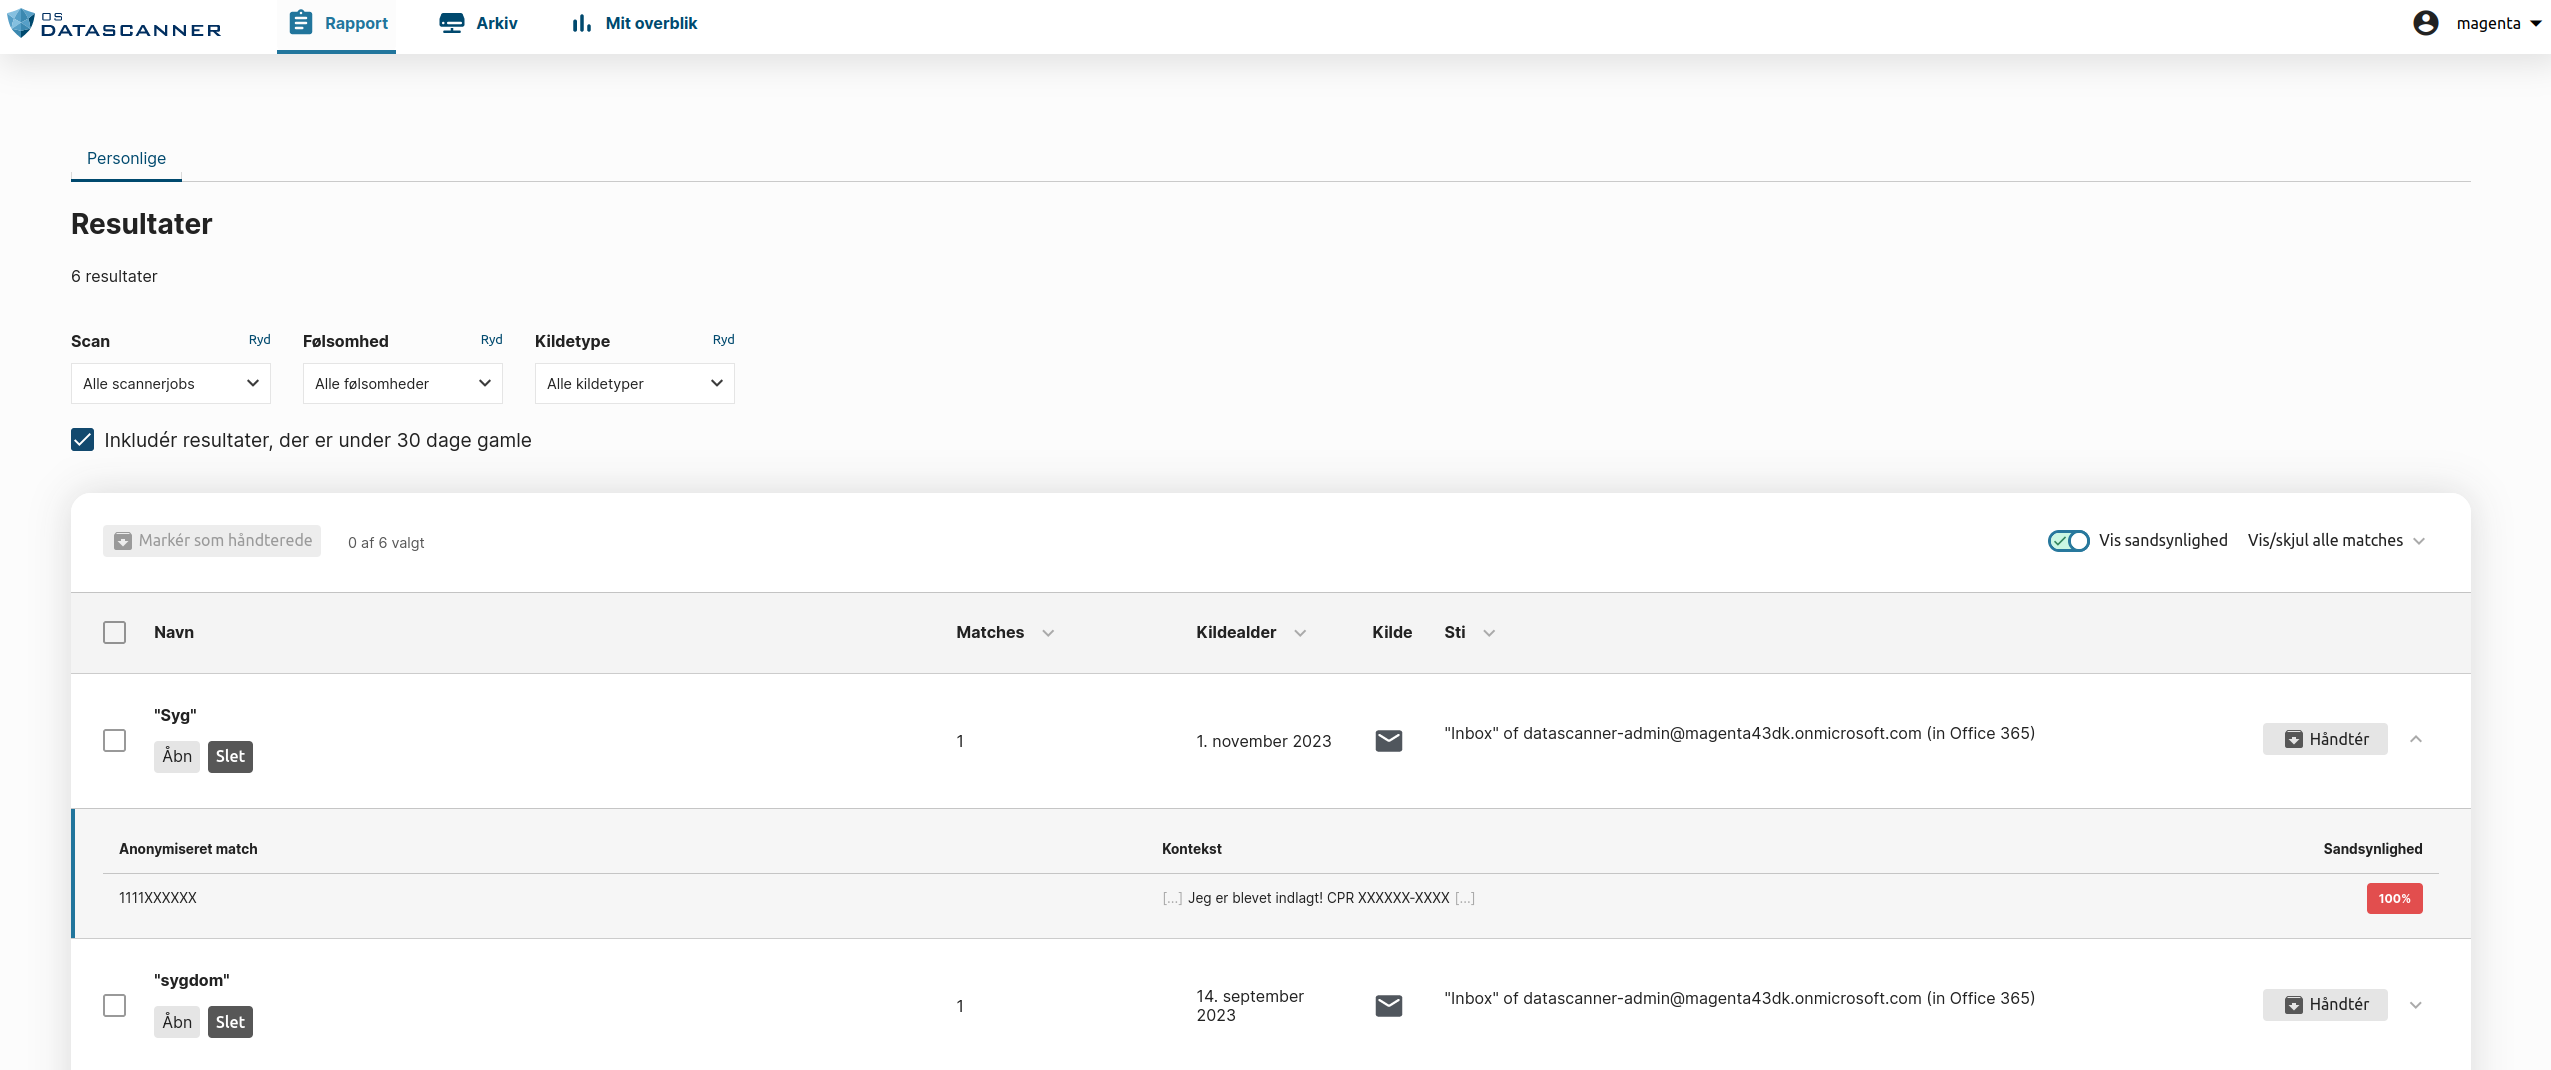 OS
DATASCANNER
Rapport
Arkiv
Mit overblik
magenta
Personlige
Resultater
6 resultater
Scan Ryd
Følsomhed Ryd
Kildetype Ryd
Alle scannerjobs
Alle følsomheder
Alle kildetyper
Inkludér resultater, der er under 30 dage gamle
Markér som håndterede
0 af 6 valgt
Vis sandsynlighed
Vis/skjul alle matches
Navn Matches Kildealder Kilde Sti
"Syg"
Åbn Slet
1
1. november 2023
"Inbox" of datascanner-admin@magenta43dk.onmicrosoft.com (in Office 365)
Håndtér
Anonymiseret match Kontekst Sandsynlighed
1111XXXXXX
[...] Jeg er blevet indlagt! CPR XXXXXX-XXXX [...]
100%
"sygdom"
Åbn Slet
1
14. september
2023
"Inbox" of datascanner-admin@magenta43dk.onmicrosoft.com (in Office 365)
Håndtér